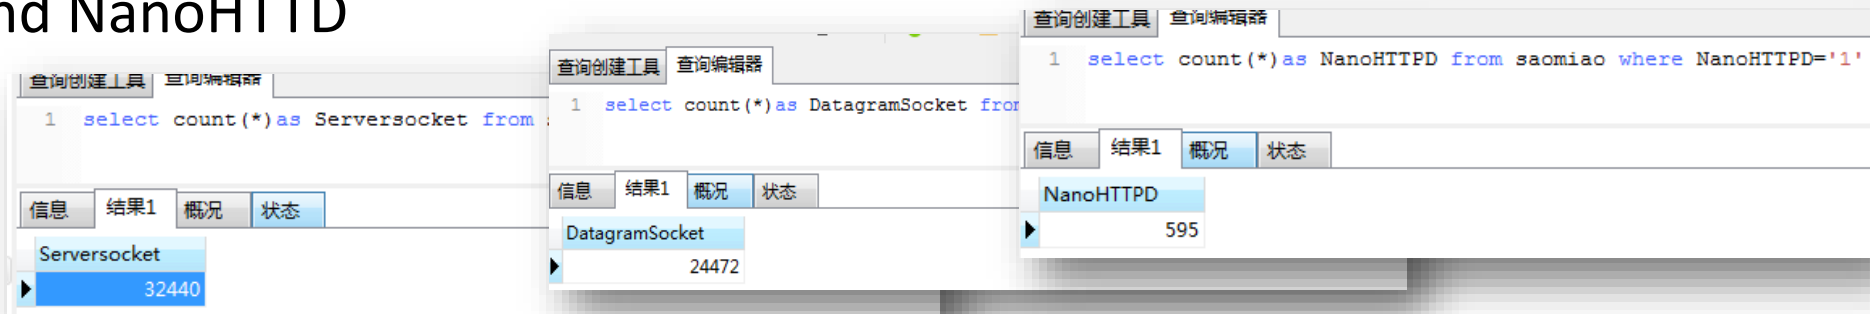 nd NanoHTTD
查询创建工具 查询编辑器
1 select count(*)as Serversocket from
信息 结果1 概况 状态
Serversocket
32440
查询创建工具 查询编辑器
1 select count(*)as DatagramSocket from
信息 结果1 概况 状态
DatagramSocket
24472
查询创建工具 查询编辑器
1 select count(*)as NanoHTTPD from saomiao where NanoHTTPD='1'
信息 结果1 概况 状态
NanoHTTPD
595